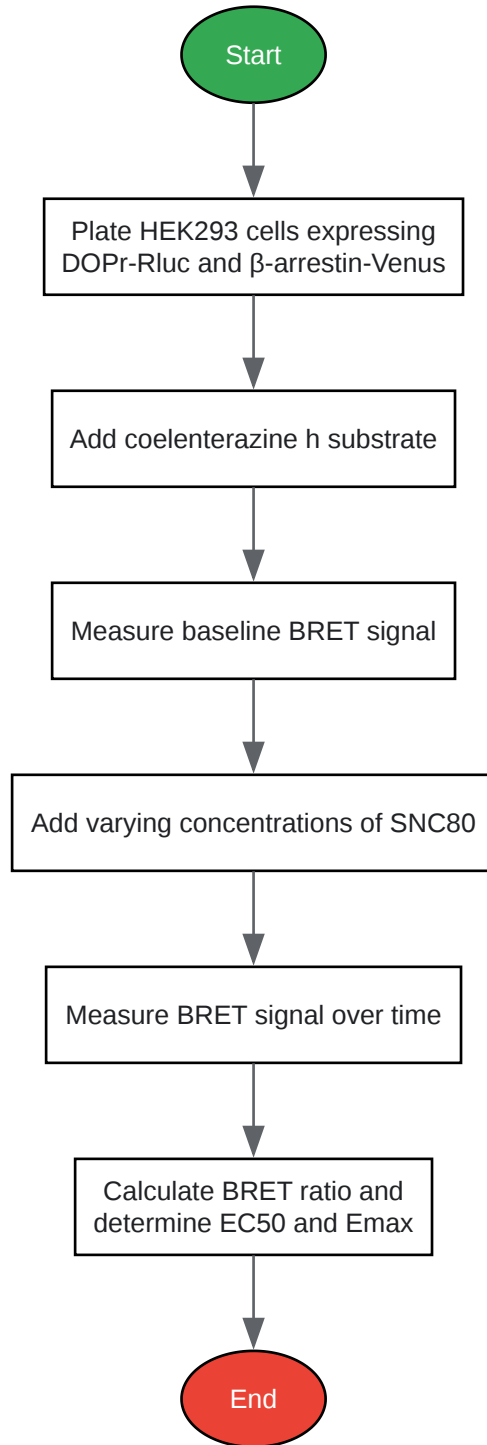 Start
Plate HEK293 cells expressing
DOPr-Rluc and β-arrestin-Venus
Add coelenterazine h substrate
Measure baseline BRET signal
Add varying concentrations of SNC80
Measure BRET signal over time
Calculate BRET ratio and
determine EC50 and Emax
End